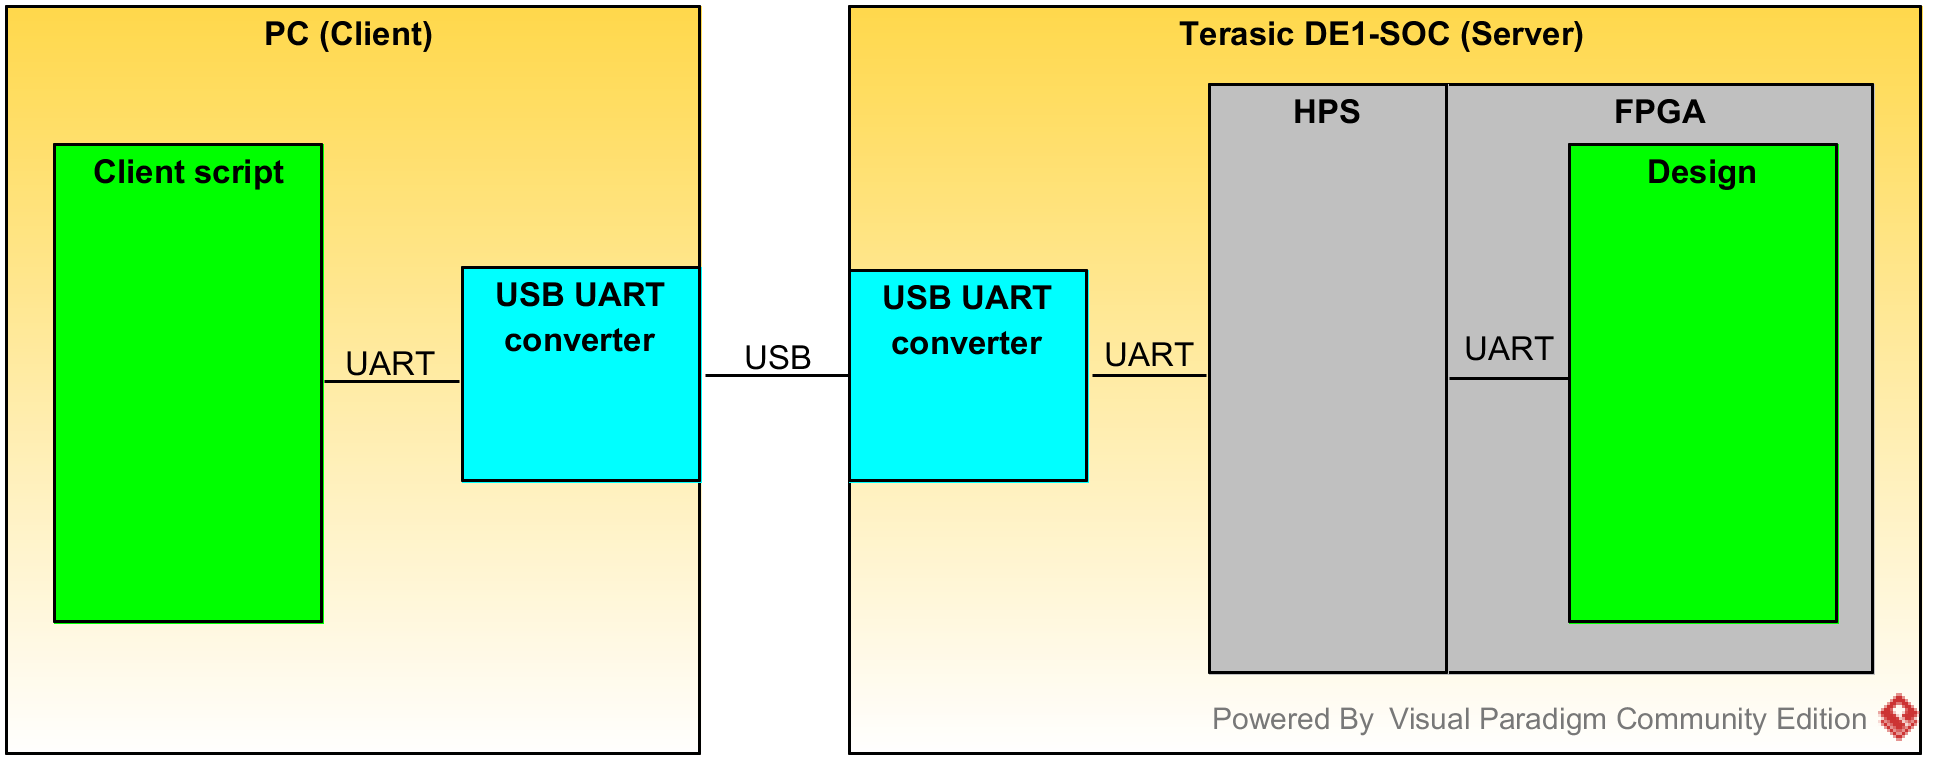 PC (Client)
Client script
UART
USB UART
converter
USB
Terasic DE1-SOC (Server)
USB UART
converter
UART
HPS
FPGA
UART
Design
Powered By Visual Paradigm Community Edition